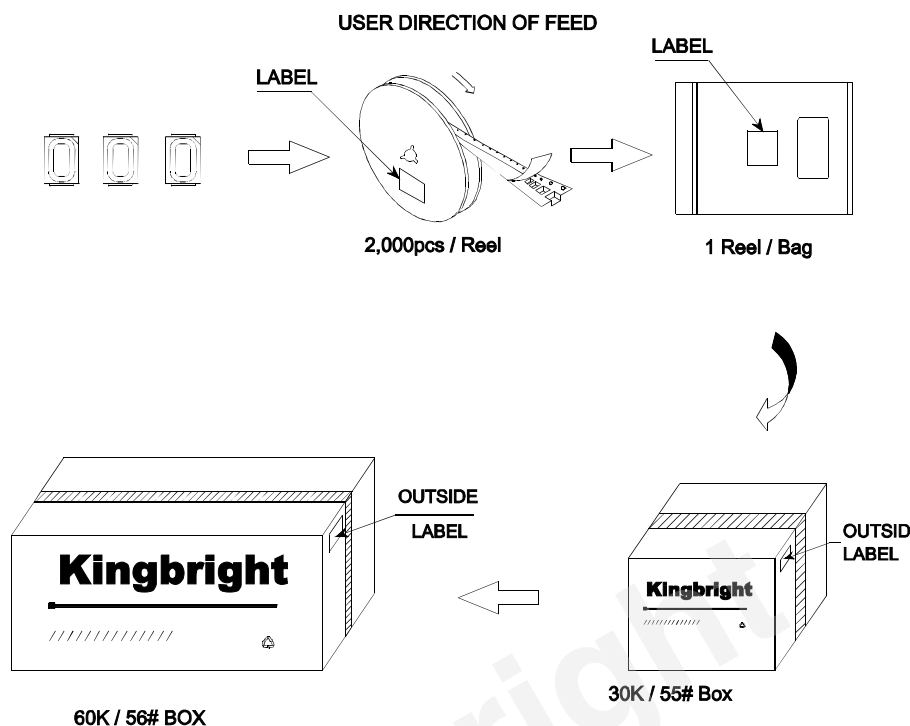 USER DIRECTION OF FEED
LABEL
LABEL
2,000pcs / Reel
1 Reel / Bag
OUTSIDE
LABEL
OUTSID
LABEL
Kingbright
Kingbright
30K / 55# Box
60K / 56# BOX
right